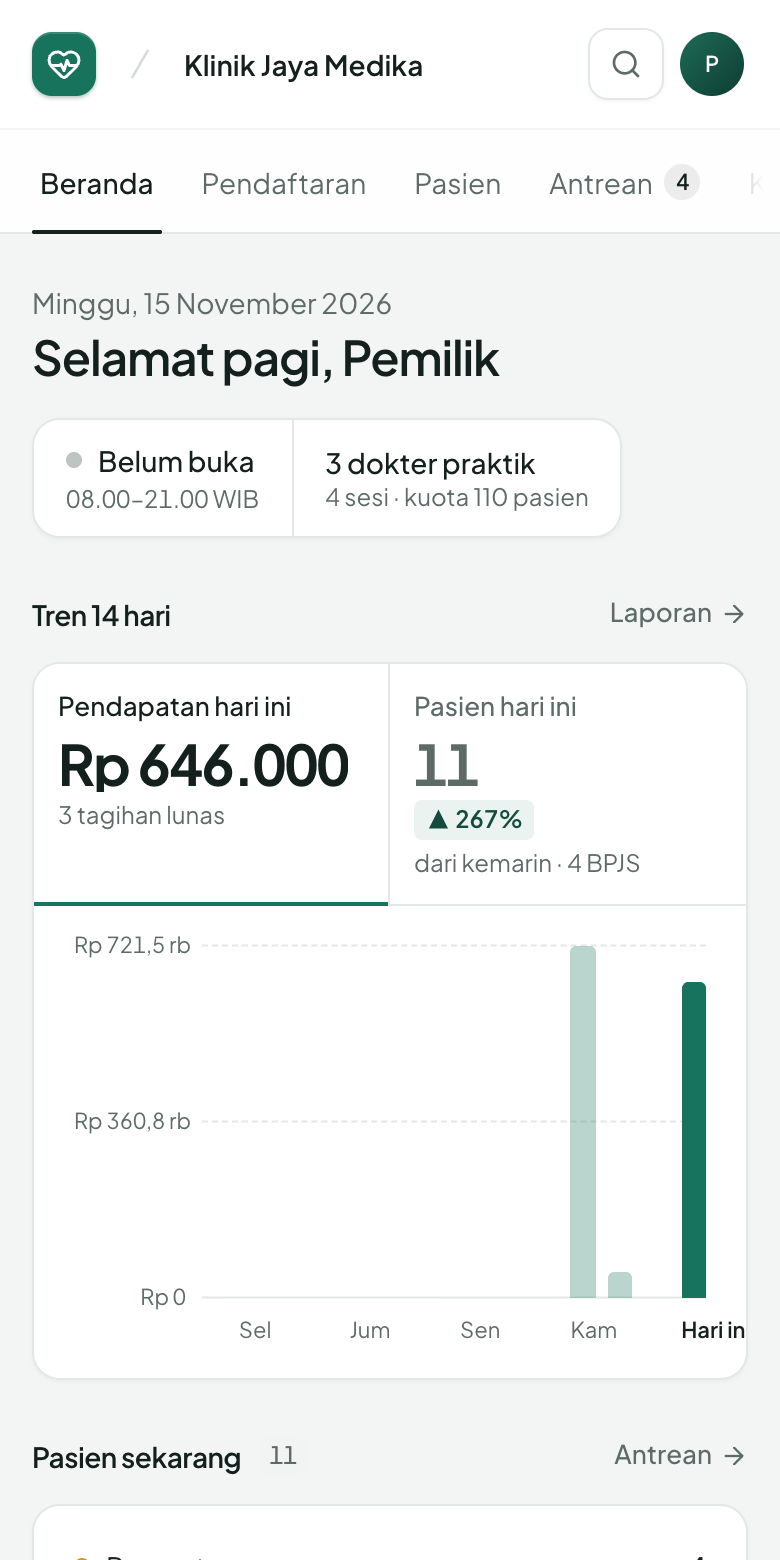 Klinik Jaya Medika
P
Beranda Pendaftaran Pasien Antrean 4
Minggu, 15 November 2026
Selamat pagi, Pemilik
Belum buka
08.00–21.00 WIB
3 dokter praktik
4 sesi · kuota 110 pasien
Tren 14 hari
Laporan →
Pendapatan hari ini
Rp 646.000
3 tagihan lunas
Pasien hari ini
11
▲ 267%
dari kemarin · 4 BPJS
Rp 721,5 rb
Rp 360,8 rb
Rp 0
Sel Jum Sen Kam Hari in
Pasien sekarang 11
Antrean →